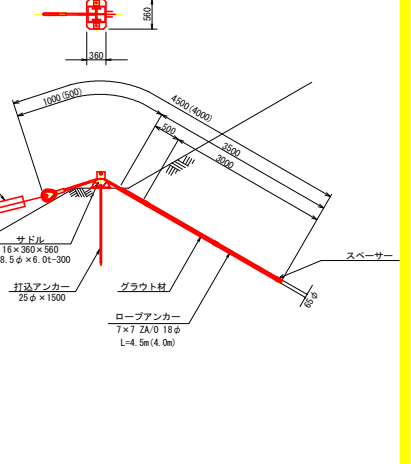 560
360
1000(500)
4500(4000)
500
3500
3000
サドル
16×360×560
8.5φ×6.0t-300
打込アンカー
25φ×1500
グラウト材
ロープアンカー
7×7 ZA/O 18φ
L=4.5m(4.0m)
スペーサー
65φ